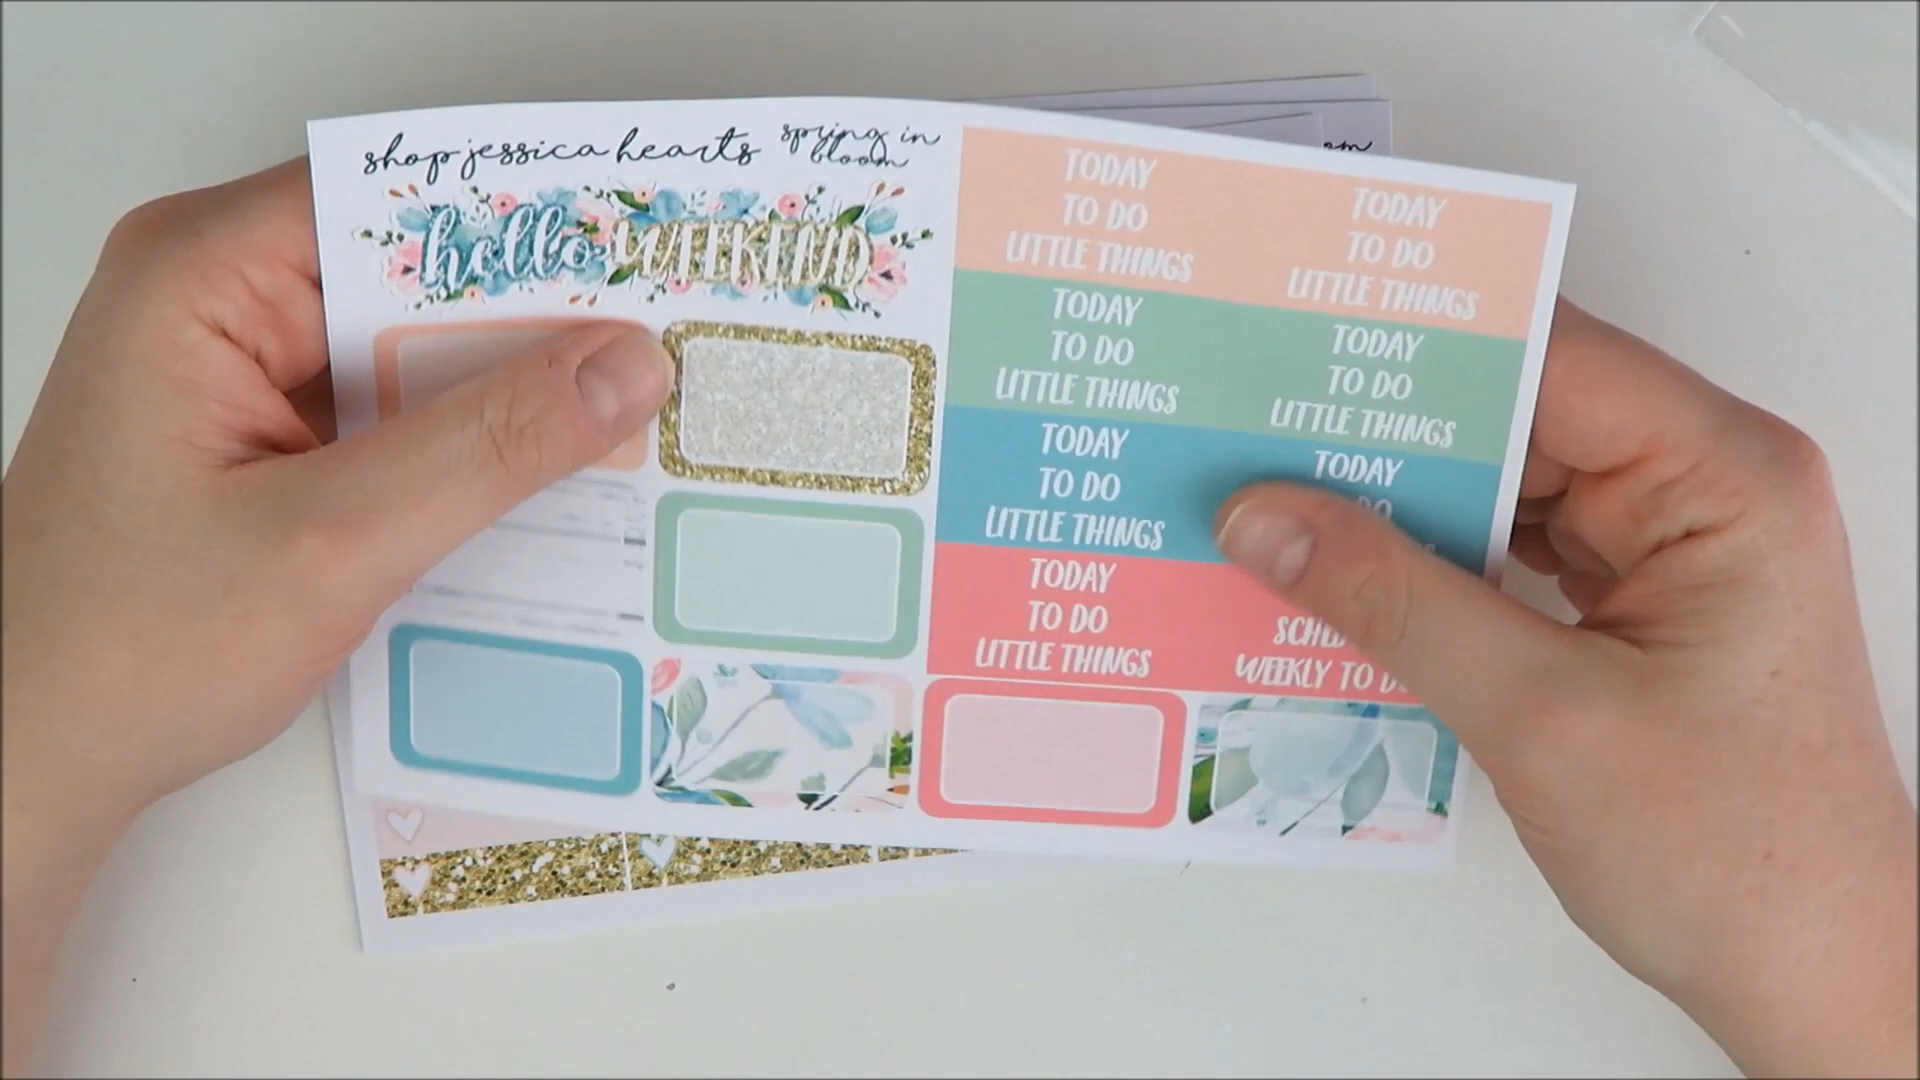 shop jessica hearts
spring in
bloom
hello WEEKEND
TODAY
TO DO
LITTLE THINGS
TODAY
TO DO
LITTLE THINGS
TODAY
TO DO
LITTLE THINGS
TODAY
TO DO
LITTLE THINGS
TODAY
TO DO
LITTLE THINGS
TODAY
TODAY
TO DO
LITTLE THINGS
WEEKLY TO